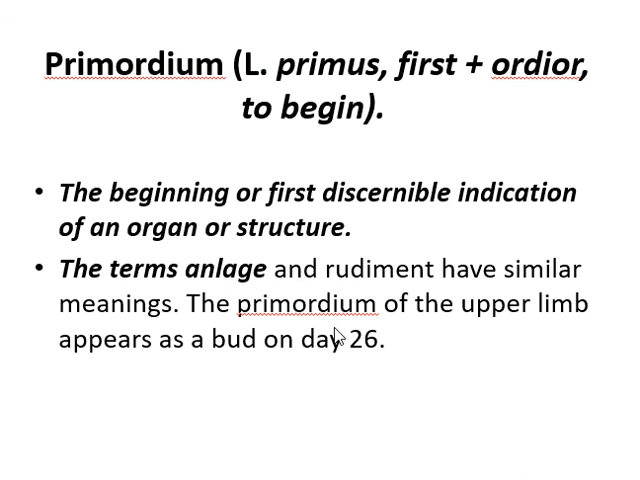 Primordium (L. primus, first + ordior,
to begin).
• The beginning or first discernible indication
of an organ or structure.
• The terms anlage and rudiment have similar
meanings. The primordium of the upper limb
appears as a bud on day 26.